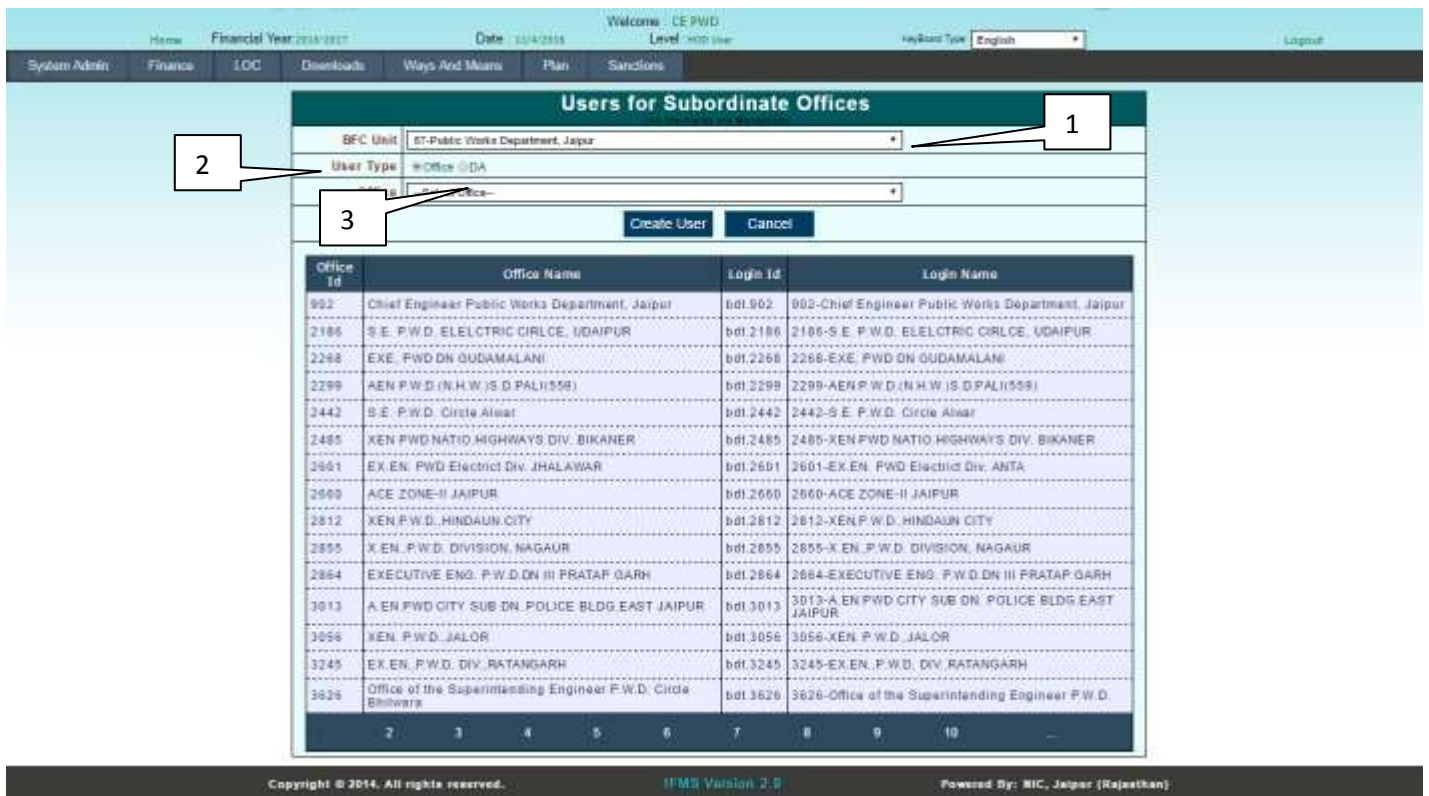 Welcome : CE PWD
Home Financial Year: 2016-2017 Date : Level : HOD User KeyBoard Type English Logout
System Admin Finance LOC Downloads Ways And Means Plan Sanctions
Users for Subordinate Offices
1
BFC Unit 67-Public Works Department, Jaipur
2
User Type Office DA
--Select Office--
3
Create User Cancel
Office Id Office Name Login Id Login Name
902 Chief Engineer Public Works Department, Jaipur bdt.902 902-Chief Engineer Public Works Department, Jaipur
2186 S.E. P.W.D. ELELCTRIC CIRLCE, UDAIPUR bdt.2186 2186-S.E. P.W.D. ELELCTRIC CIRLCE, UDAIPUR
2268 EXE. PWD DN GUDAMALANI bdt.2268 2268-EXE. PWD DN GUDAMALANI
2299 AEN P.W.D.(N.H.W.)S.D.PALI(559) bdt.2299 2299-AEN P.W.D.(N.H.W.)S.D.PALI(559)
2442 S.E. P.W.D. Circle Alwar bdt.2442 2442-S.E. P.W.D. Circle Alwar
2485 XEN PWD NATIO.HIGHWAYS DIV. BIKANER bdt.2485 2485-XEN PWD NATIO.HIGHWAYS DIV. BIKANER
2601 EX.EN. PWD Electrict Div. JHALAWAR bdt.2601 2601-EX.EN. PWD Electrict Div. ANTA
2660 ACE ZONE-II JAIPUR bdt.2660 2660-ACE ZONE-II JAIPUR
2812 XEN,P.W.D.,HINDAUN CITY bdt.2812 2812-XEN,P.W.D.,HINDAUN CITY
2855 X.EN.,P.W.D. DIVISION, NAGAUR bdt.2855 2855-X.EN.,P.W.D. DIVISION, NAGAUR
2864 EXECUTIVE ENG. P.W.D.DN III PRATAP GARH bdt.2864 2864-EXECUTIVE ENG. P.W.D.DN III PRATAP GARH
3013 A.EN.PWD CITY SUB DN. POLICE BLDG.EAST JAIPUR bdt.3013 3013-A.EN.PWD CITY SUB DN. POLICE BLDG.EAST JAIPUR
3056 XEN. P.W.D.,JALOR bdt.3056 3056-XEN. P.W.D.,JALOR
3245 EX.EN.,P.W.D. DIV.,RATANGARH bdt.3245 3245-EX.EN.,P.W.D. DIV.,RATANGARH
3626 Office of the Superintending Engineer P.W.D. Circle Bhilwara bdt.3626 3626-Office of the Superintending Engineer P.W.D.
2 3 4 5 6 7 8 9 10 ...
Copyright © 2014. All rights reserved. IFMS Version 2.0 Powered By: NIC, Jaipur (Rajasthan)